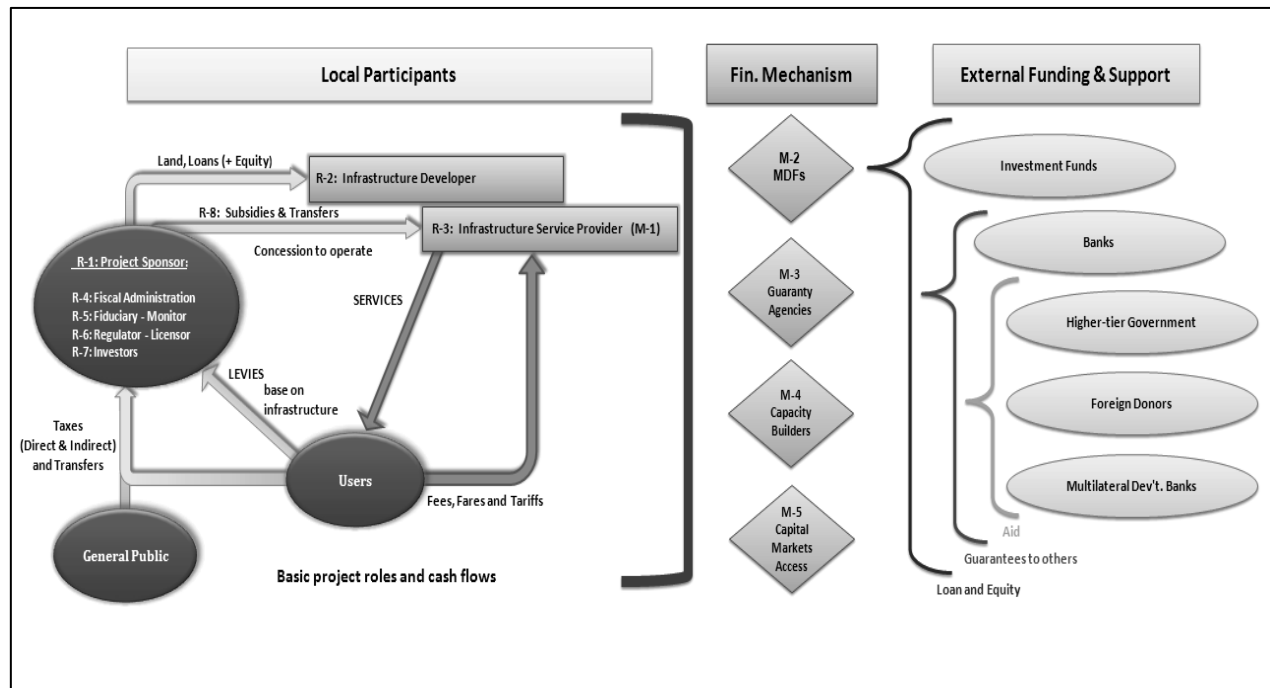 Local Participants
Fin. Mechanism
External Funding & Support
Land, Loans (+ Equity)
R-2: Infrastructure Developer
R-8: Subsidies & Transfers
R-3: Infrastructure Service Provider (M-1)
Concession to operate
R-1: Project Sponsor:
R-4: Fiscal Administration
R-5: Fiduciary - Monitor
R-6: Regulator - Licensor
R-7: Investors
SERVICES
LEVIES
base on
infrastructure
Taxes
(Direct & Indirect)
and Transfers
Users
Fees, Fares and Tariffs
General Public
Basic project roles and cash flows
M-2
MDFs
M-3
Guaranty
Agencies
M-4
Capacity
Builders
M-5
Capital
Markets
Access
Investment Funds
Banks
Higher-tier Government
Foreign Donors
Multilateral Dev't. Banks
Aid
Guarantees to others
Loan and Equity